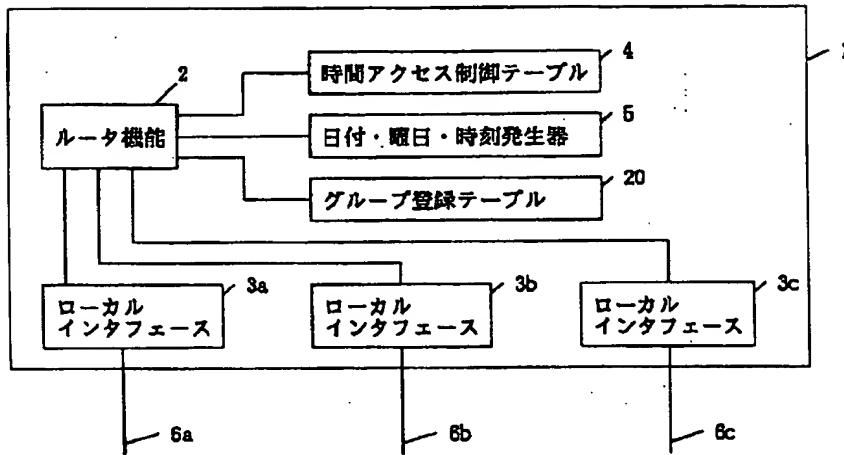 4
時間アクセス制御テーブル
2
5
ルータ機能
日付・曜日・時刻発生器
20
グループ登録テーブル
3a
3b
3c
ローカル
インタフェース
ローカル
インタフェース
ローカル
インタフェース
6a
6b
6c